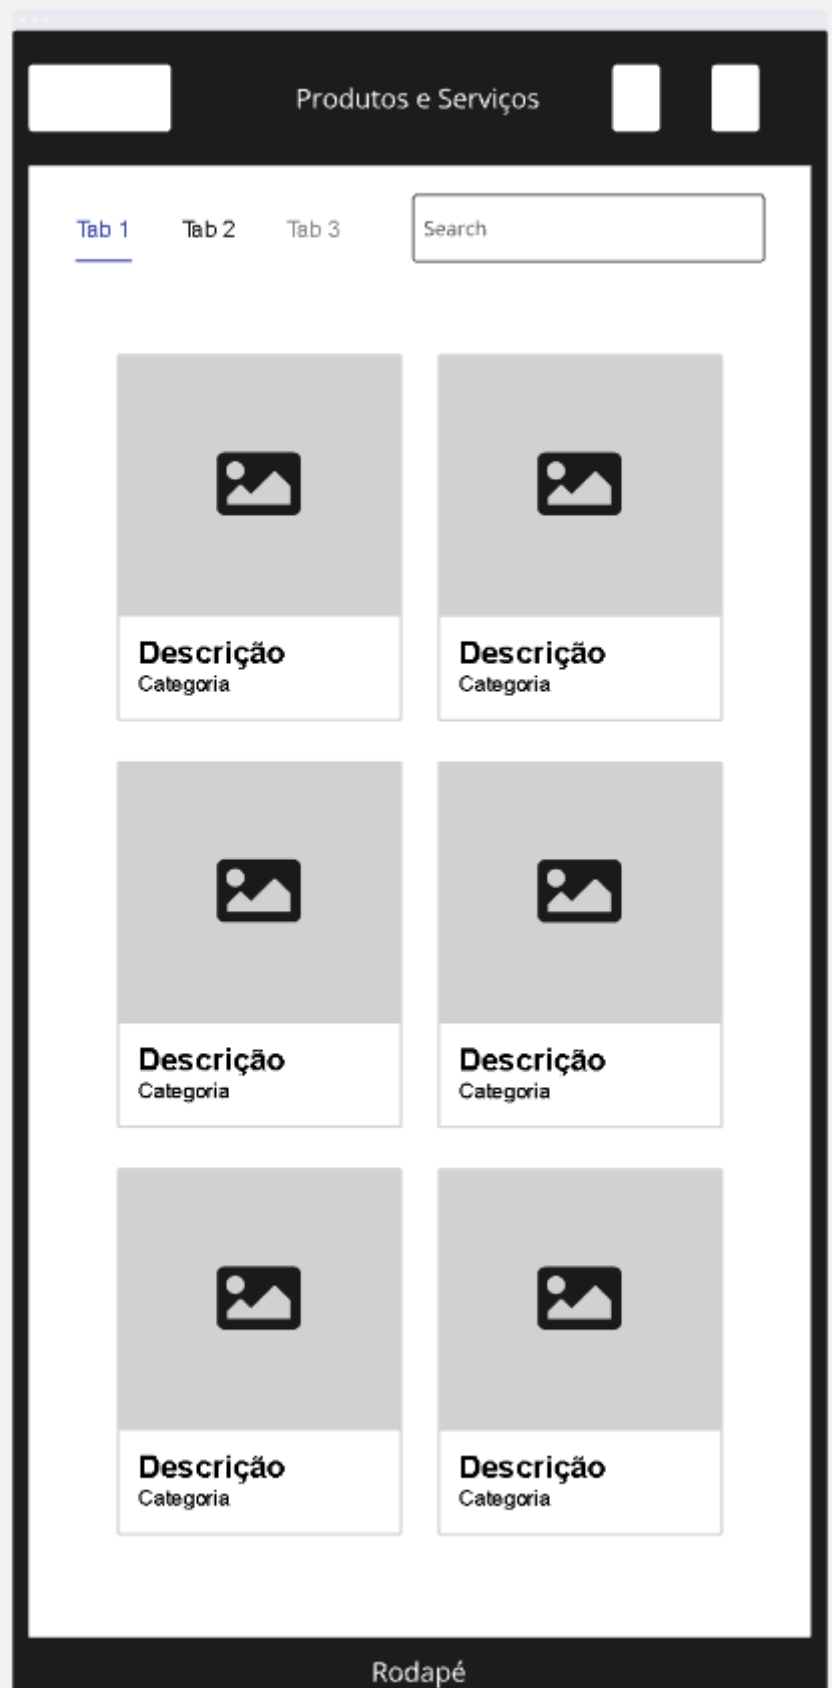 Produtos e Serviços
Tab 1 Tab 2 Tab 3 Search
Descrição Descrição
Categoria Categoria
Descrição Descrição
Categoria Categoria
Descrição Descrição
Categoria Categoria
Rodapé